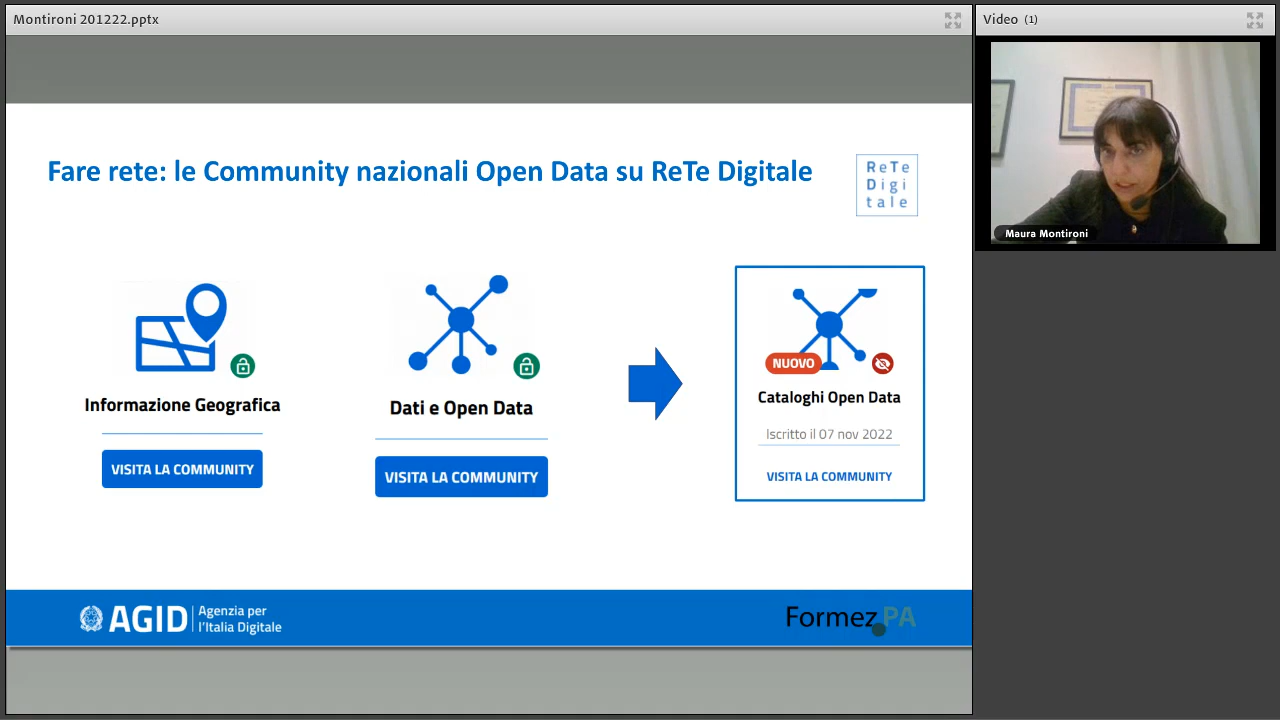 Montironi 201222.pptx
Video (1)
Maura Montironi
Fare rete: le Community nazionali Open Data su ReTe Digitale
ReTe
Digi
tale
Informazione Geografica
VISITA LA COMMUNITY
Dati e Open Data
VISITA LA COMMUNITY
NUOVO
Cataloghi Open Data
Iscritto il 07 nov 2022
VISITA LA COMMUNITY
AGID
Agenzia per
l'Italia Digitale
Formez PA